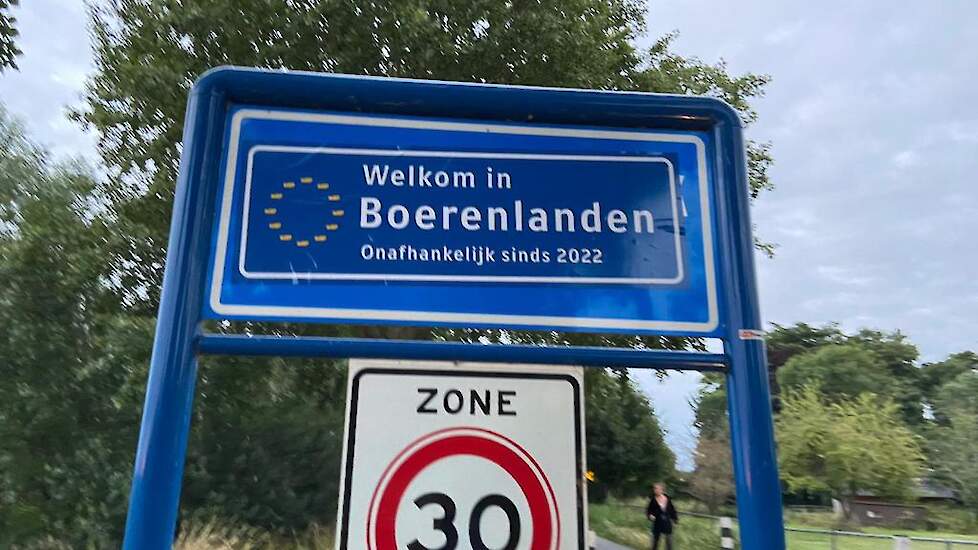 Welkom in
Boerenlanden
Onafhankelijk sinds 2022
ZONE
30